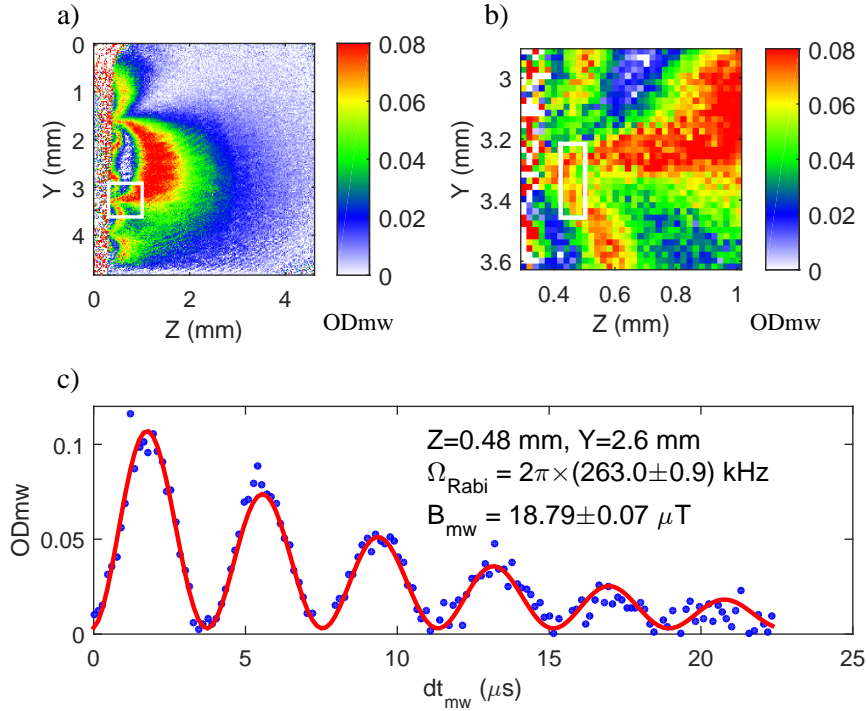 a)
b)
0
1
2
3
4
Y (mm)
0
2
4
Z (mm)
0.08
0.06
0.04
0.02
0
ODmw
3
3.2
3.4
3.6
Y (mm)
0.4
0.6
0.8
1
Z (mm)
0.08
0.06
0.04
0.02
0
ODmw
c)
0.1
0.05
0
ODmw
Z=0.48 mm, Y=2.6 mm
Ω_Rabi = 2π×(263.0±0.9) kHz
B_mw = 18.79±0.07 μT
0
5
10
15
20
25
dt_mw (μs)